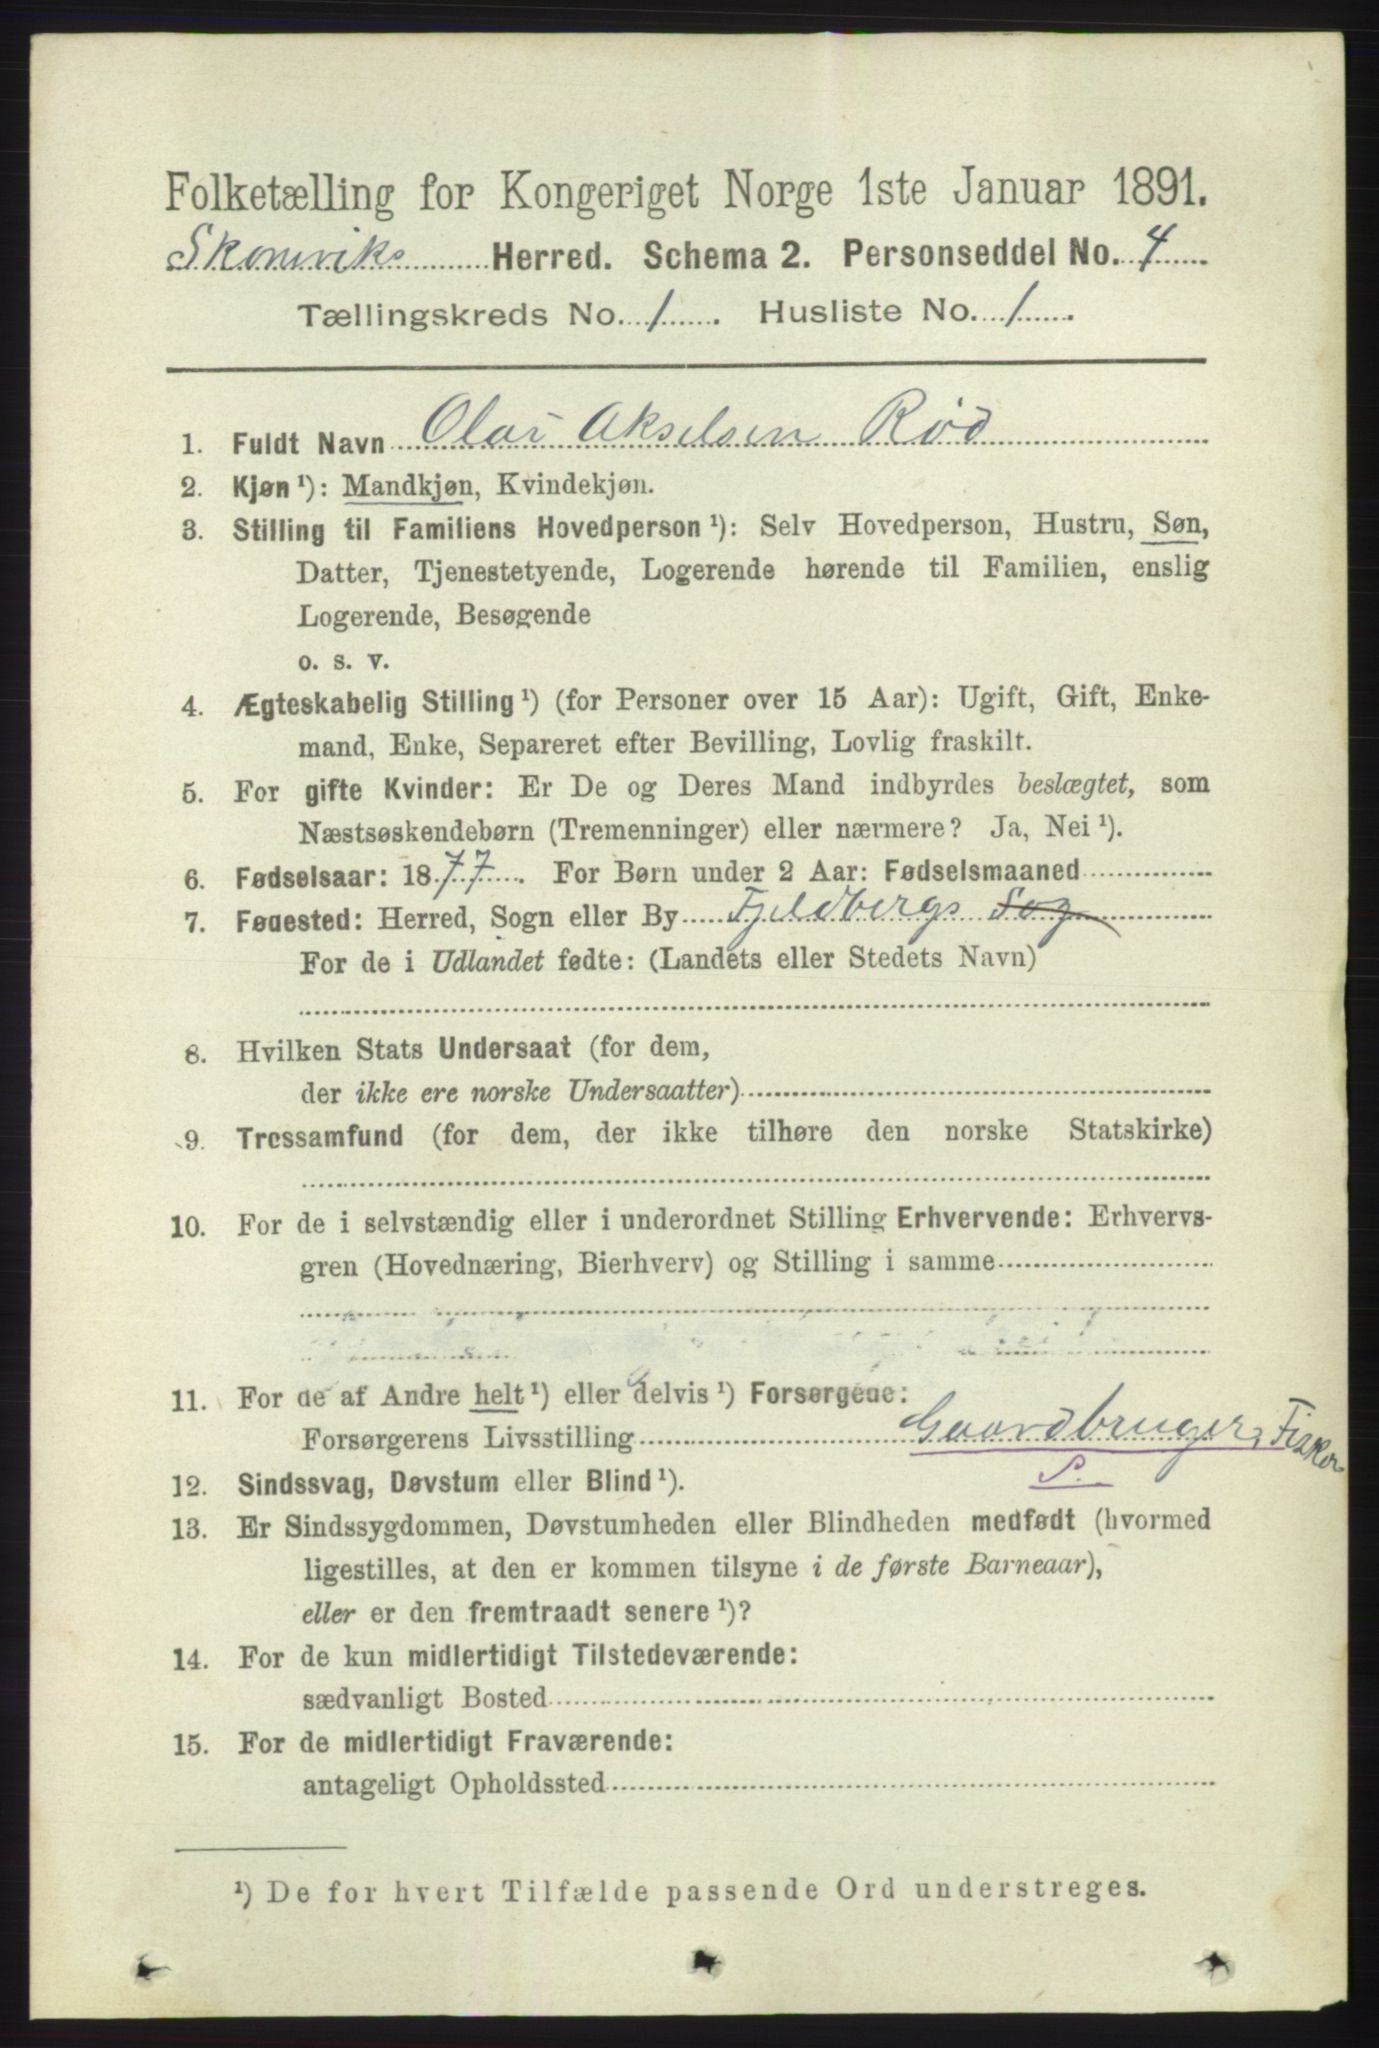 Folketælling for Kongeriget Norge 1ste Januar 1891.
Skoneviks Herred. Schema 2. Personseddel No. 4
Tællingskreds No. 1. Husliste No. 1.
1. Fuldt Navn Olai Akselsen Rød
2. Kjøn ¹): Mandkjøn, Kvindekjøn.
3. Stilling til Familiens Hovedperson ¹): Selv Hovedperson, Hustru, Søn,
Datter, Tjenestetyende, Logerende hørende til Familien, enslig
Logerende, Besøgende
o. s. v.
4. Ægteskabelig Stilling ¹) (for Personer over 15 Aar): Ugift, Gift, Enke-
mand, Enke, Separeret efter Bevilling, Lovlig fraskilt.
5. For gifte Kvinder: Er De og Deres Mand indbyrdes beslægtet, som
Næstsøskendebørn (Tremenninger) eller nærmere? Ja, Nei ¹).
6. Fødselsaar: 1877. For Børn under 2 Aar: Fødselsmaaned
7. Fødested: Herred, Sogn eller By Fjeldbergs Sog
For de i Udlandet fødte: (Landets eller Stedets Navn)
8. Hvilken Stats Undersaat (for dem,
der ikke ere norske Undersaatter)
9. Trossamfund (for dem, der ikke tilhøre den norske Statskirke)
10. For de i selvstændig eller i underordnet Stilling Erhvervende: Erhvervs-
gren (Hovednæring, Bierhverv) og Stilling i samme
11. For de af Andre helt ¹) eller delvis ¹) Forsørgede:
Forsørgerens Livsstilling Gaardbruger, Fisker
S.
12. Sindssvag, Døvstum eller Blind ¹).
13. Er Sindssygdommen, Døvstumheden eller Blindheden medfødt (hvormed
ligestilles, at den er kommen tilsyne i de første Barneaar),
eller er den fremtraadt senere ¹)?
14. For de kun midlertidigt Tilstedeværende:
sædvanligt Bosted
15. For de midlertidigt Fraværende:
antageligt Opholdssted
¹) De for hvert Tilfælde passende Ord understreges.